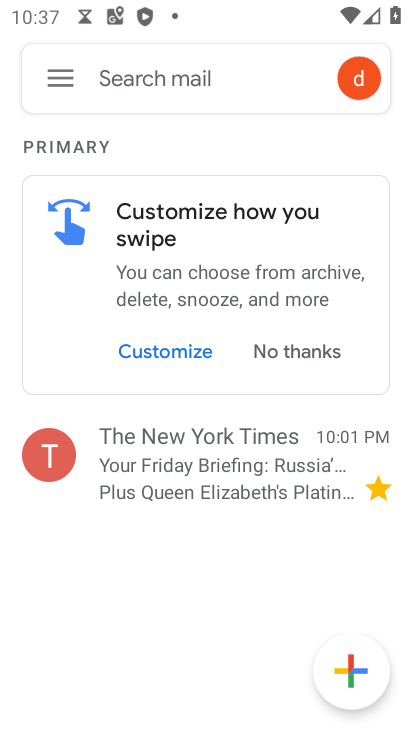 10:37
Search mail
d
PRIMARY
Customize how you
swipe
You can choose from archive,
delete, snooze, and more
Customize No thanks
T
The New York Times 10:01 PM
Your Friday Briefing: Russia'...
Plus Queen Elizabeth's Platin...